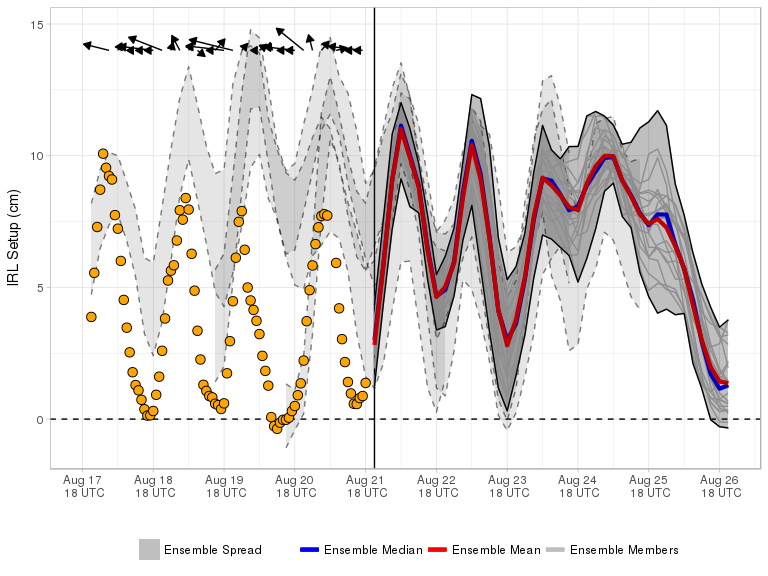 15
10
5
0
IRL Setup (cm)
Aug 17 Aug 18 Aug 19 Aug 20 Aug 21 Aug 22 Aug 23 Aug 24 Aug 25 Aug 26
18 UTC 18 UTC 18 UTC 18 UTC 18 UTC 18 UTC 18 UTC 18 UTC 18 UTC 18 UTC
Ensemble Spread Ensemble Median Ensemble Mean Ensemble Members